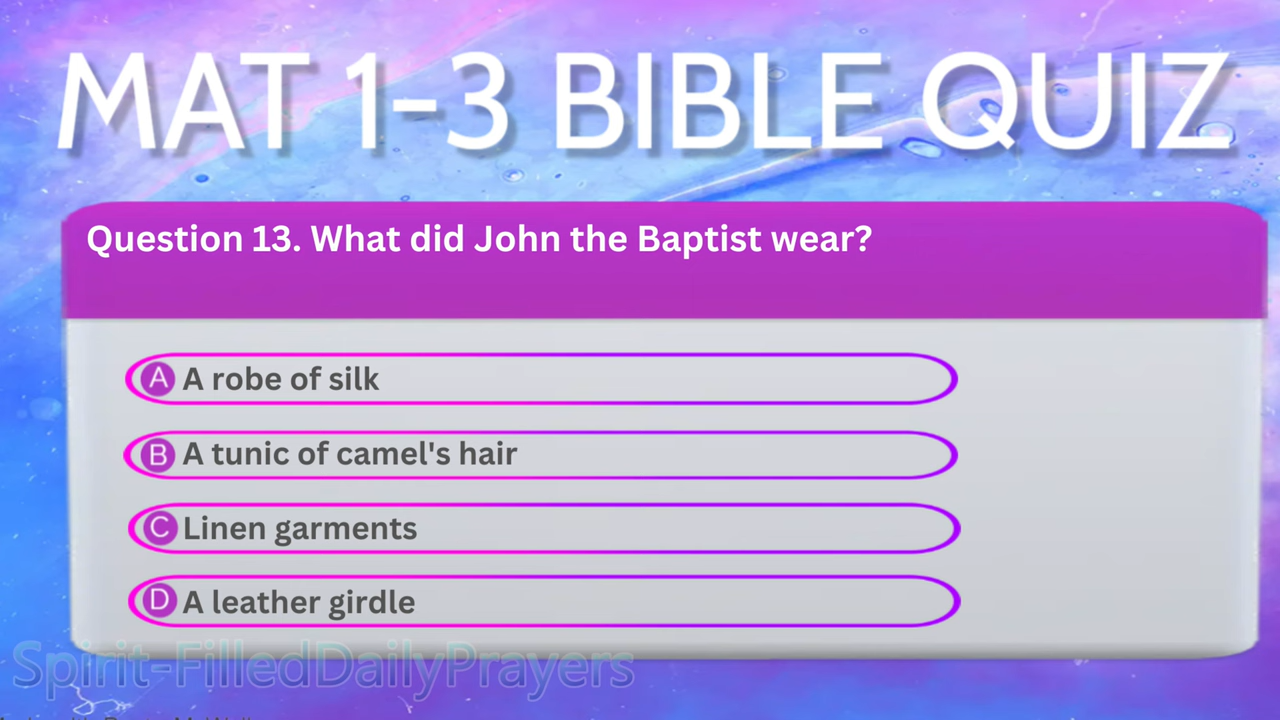 MAT 1-3 BIBLE QUIZ
Question 13. What did John the Baptist wear?
A A robe of silk
B A tunic of camel's hair
C Linen garments
D A leather girdle
Spirit-FilledDailyPrayers